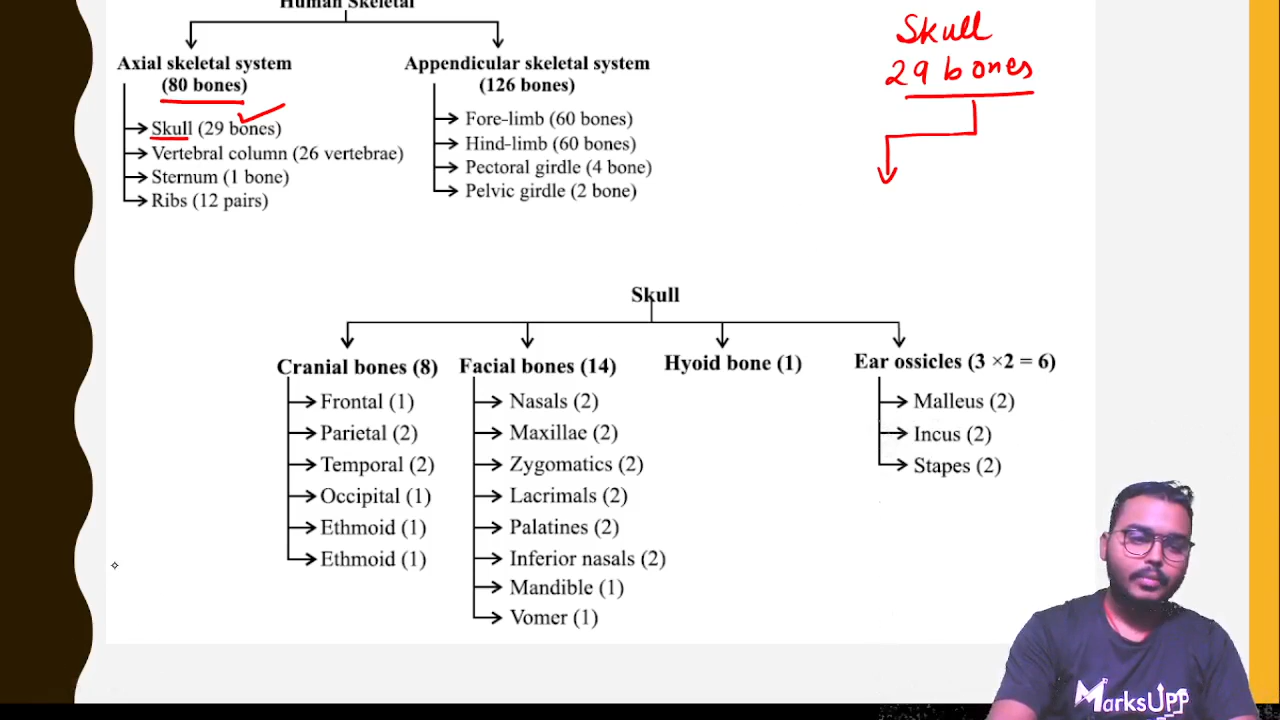 Human Skeletal
Axial skeletal system
(80 bones)
Skull (29 bones)
Vertebral column (26 vertebrae)
Sternum (1 bone)
Ribs (12 pairs)
Appendicular skeletal system
(126 bones)
Fore-limb (60 bones)
Hind-limb (60 bones)
Pectoral girdle (4 bone)
Pelvic girdle (2 bone)
Skull
29 bones
Skull
Cranial bones (8)
Frontal (1)
Parietal (2)
Temporal (2)
Occipital (1)
Ethmoid (1)
Ethmoid (1)
Facial bones (14)
Nasals (2)
Maxillae (2)
Zygomatics (2)
Lacrimals (2)
Palatines (2)
Inferior nasals (2)
Mandible (1)
Vomer (1)
Hyoid bone (1)
Ear ossicles (3 ×2 = 6)
Malleus (2)
Incus (2)
Stapes (2)
MarksUpp